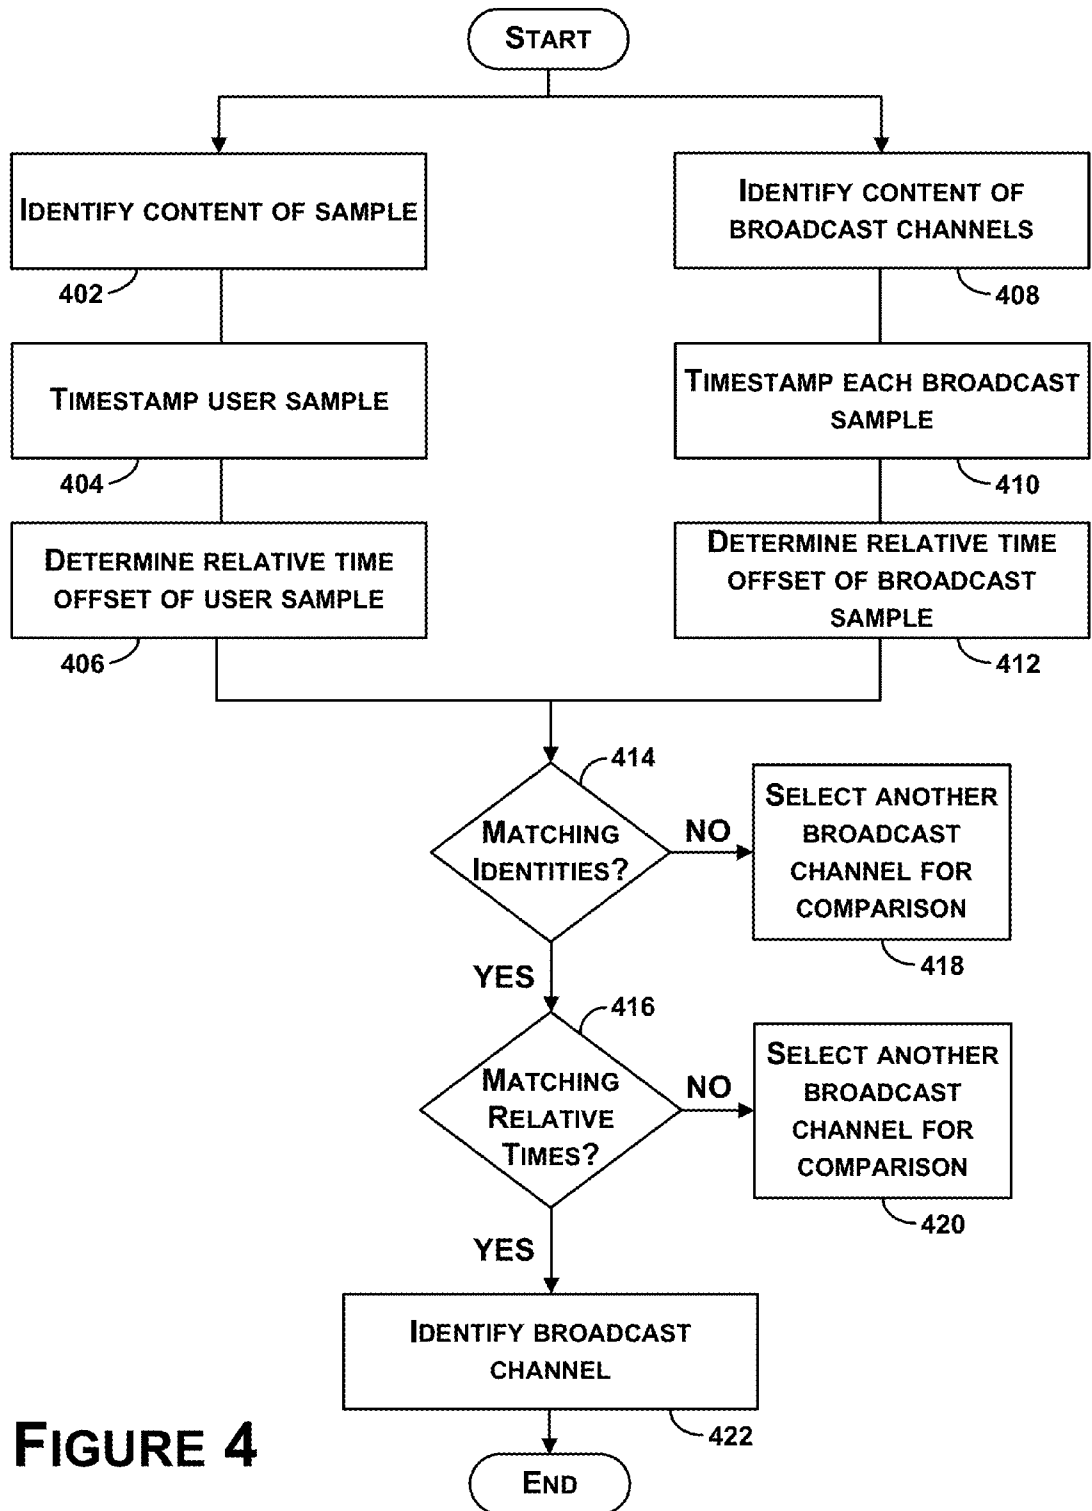 START
IDENTIFY CONTENT OF SAMPLE
402
TIMESTAMP USER SAMPLE
404
DETERMINE RELATIVE TIME
OFFSET OF USER SAMPLE
406
IDENTIFY CONTENT OF
BROADCAST CHANNELS
408
TIMESTAMP EACH BROADCAST
SAMPLE
410
DETERMINE RELATIVE TIME
OFFSET OF BROADCAST
SAMPLE
412
414
MATCHING
IDENTITIES?
NO
SELECT ANOTHER
BROADCAST
CHANNEL FOR
COMPARISON
418
YES
416
MATCHING
RELATIVE
TIMES?
NO
SELECT ANOTHER
BROADCAST
CHANNEL FOR
COMPARISON
420
YES
IDENTIFY BROADCAST
CHANNEL
422
END
FIGURE 4